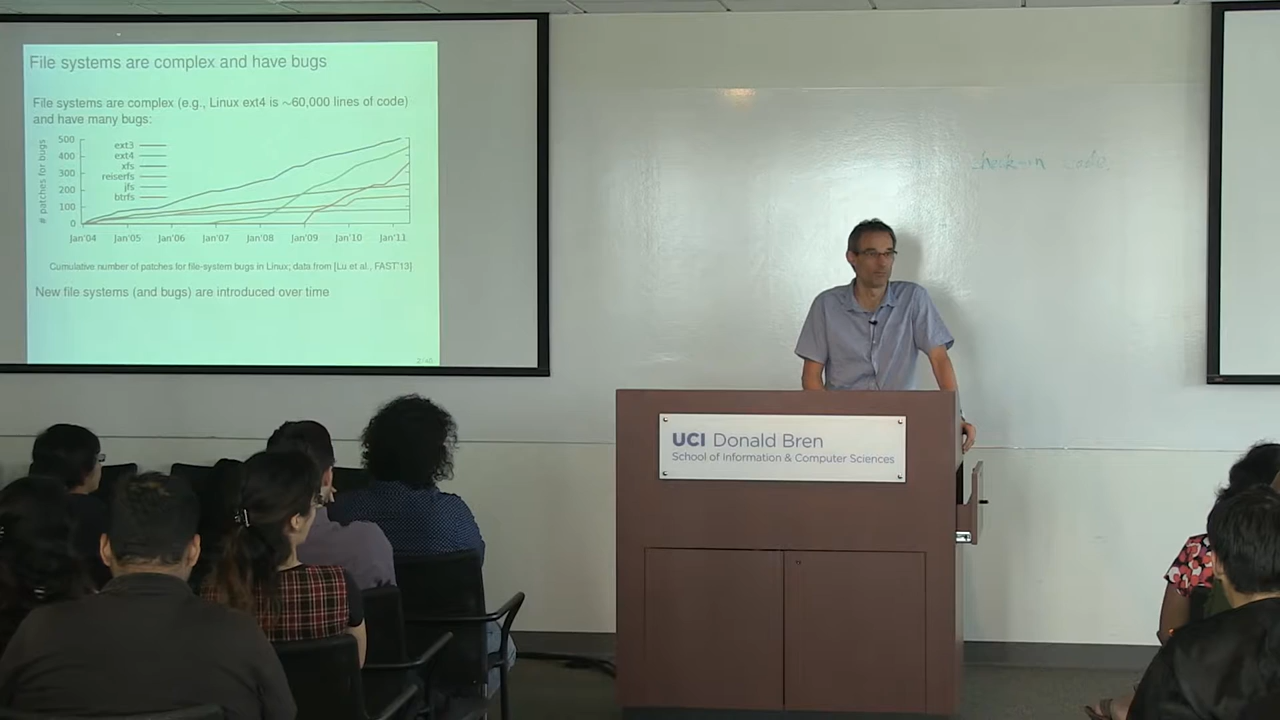 File systems are complex and have bugs
File systems are complex (e.g., Linux ext4 is ~60,000 lines of code)
and have many bugs:
# patches for bugs
500
400
300
200
100
0
ext3
ext4
xfs
reiserfs
jfs
btrfs
Jan'04 Jan'05 Jan'06 Jan'07 Jan'08 Jan'09 Jan'10 Jan'11
Cumulative number of patches for file-system bugs in Linux; data from [Lu et al., FAST'13]
New file systems (and bugs) are introduced over time
check-in code
UCI Donald Bren
School of Information & Computer Sciences